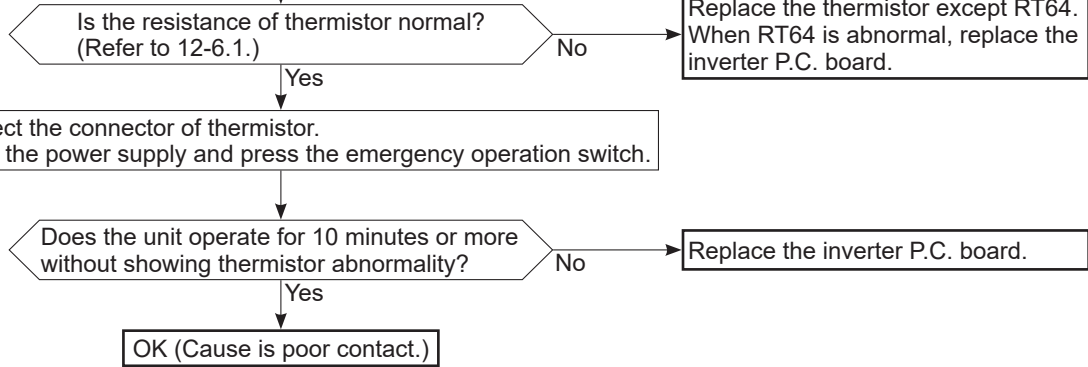 Is the resistance of thermistor normal?
(Refer to 12-6.1.)
No
Replace the thermistor except RT64.
When RT64 is abnormal, replace the
inverter P.C. board.
Yes
ect the connector of thermistor.
the power supply and press the emergency operation switch.
Does the unit operate for 10 minutes or more
without showing thermistor abnormality?
No
Replace the inverter P.C. board.
Yes
OK (Cause is poor contact.)